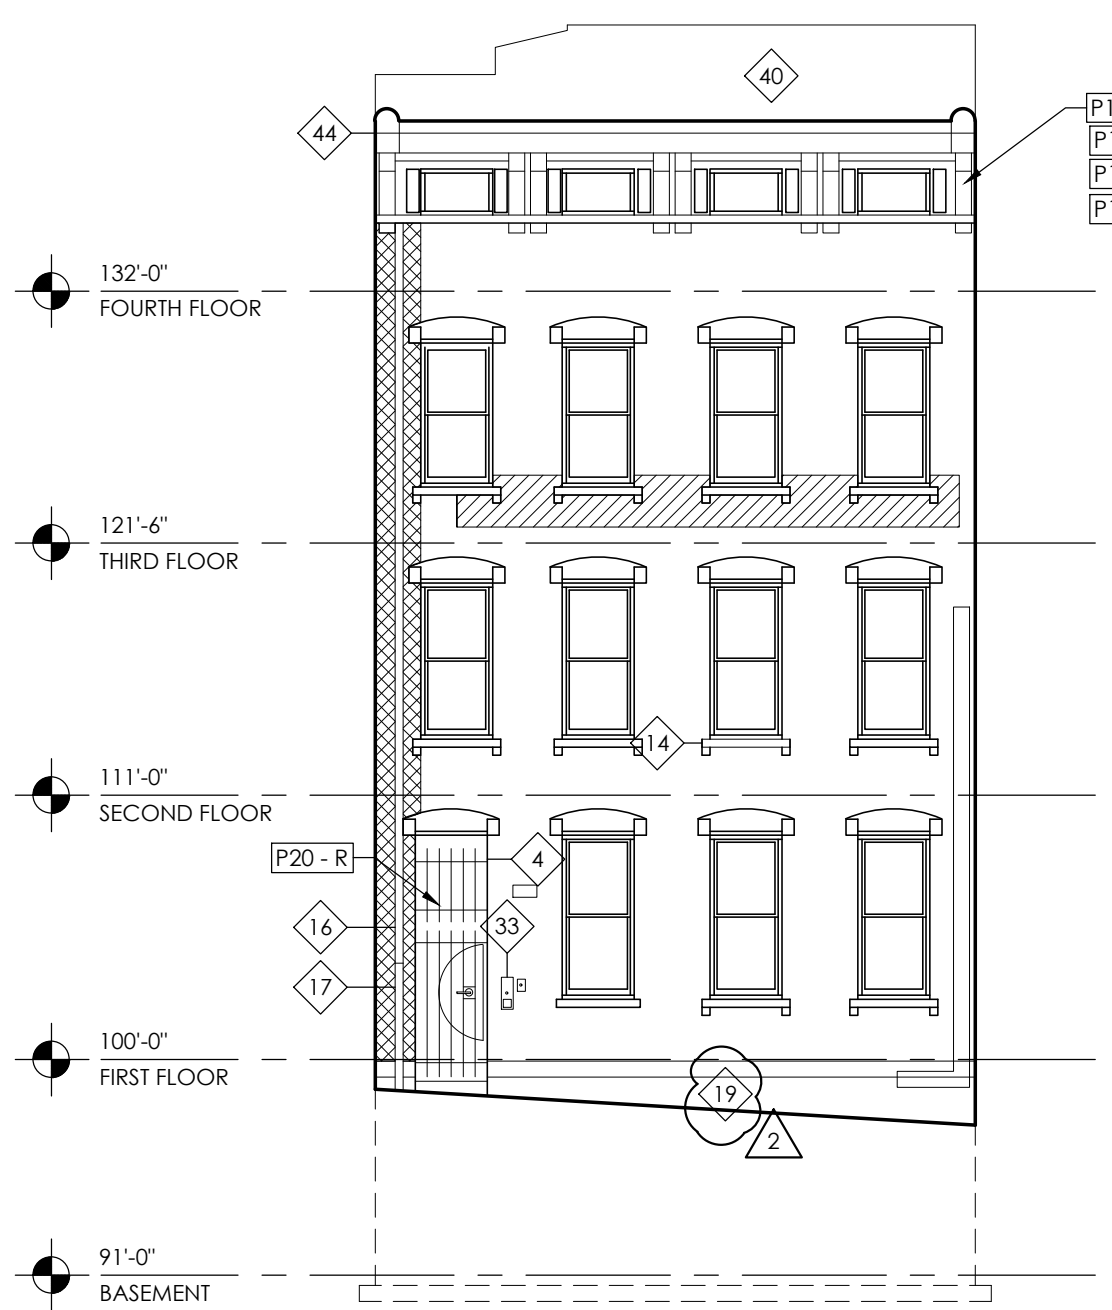 40
44
P1
P1
P1
P1
132'-0"
FOURTH FLOOR
121'-6"
THIRD FLOOR
14
111'-0"
SECOND FLOOR
P20 - R
4
16
33
17
100'-0"
FIRST FLOOR
19
2
91'-0"
BASEMENT